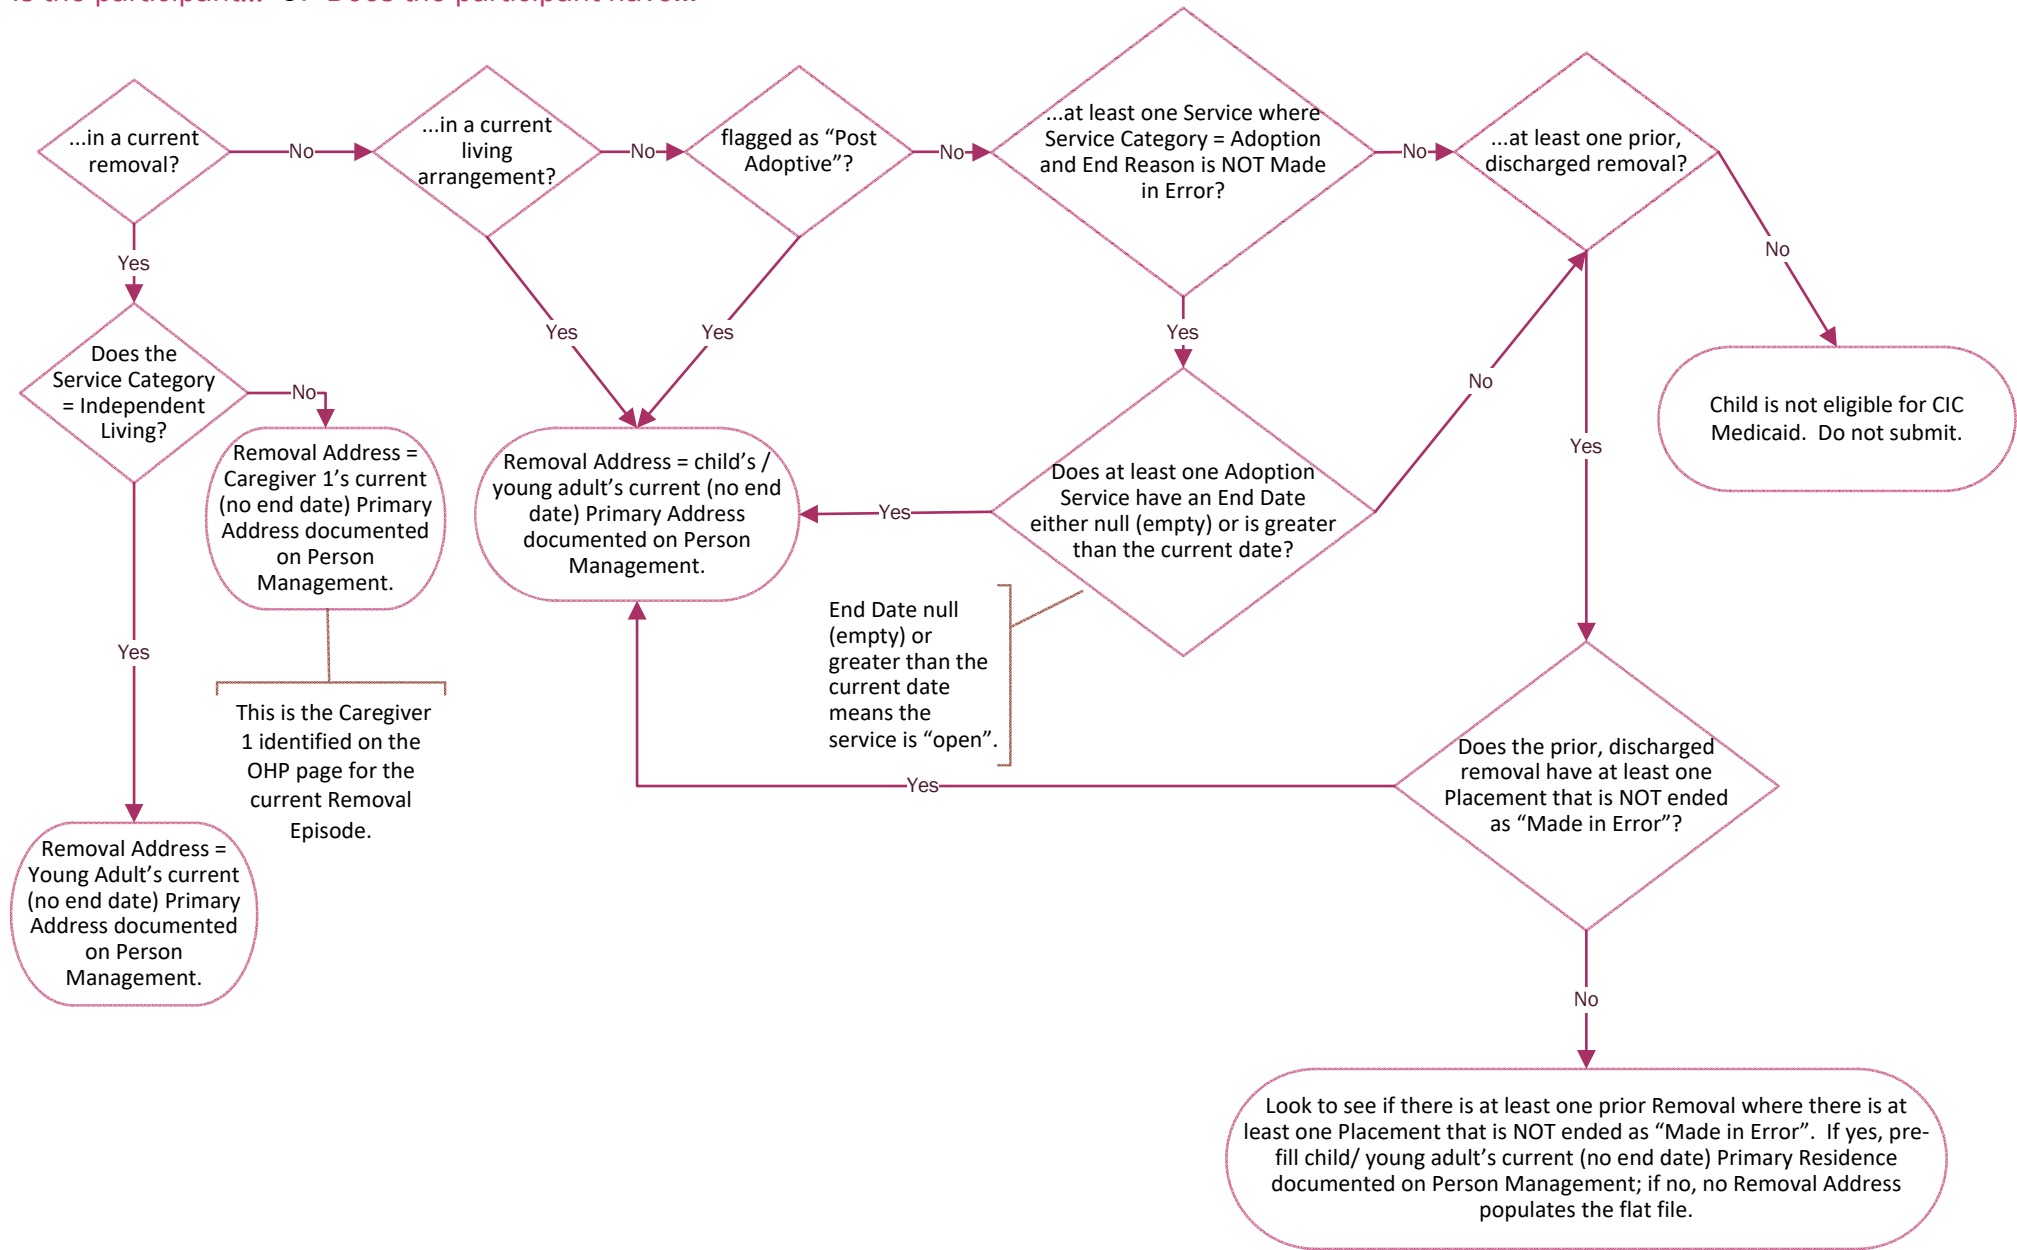 ...in a current
removal?
No
...in a current
living
arrangement?
No
flagged as “Post
Adoptive”?
No
...at least one Service where
Service Category = Adoption
and End Reason is NOT Made
in Error?
No
...at least one prior,
discharged removal?
No
Yes
Yes
Yes
Yes
No
Yes
Does the
Service Category
= Independent
Living?
No
Removal Address =
Caregiver 1’s current
(no end date) Primary
Address documented
on Person
Management.
Removal Address = child’s /
young adult’s current (no end
date) Primary Address
documented on Person
Management.
Yes
Does at least one Adoption
Service have an End Date
either null (empty) or is greater
than the current date?
Child is not eligible for CIC
Medicaid.  Do not submit.
End Date null
(empty) or
greater than the
current date
means the
service is “open”.
Yes
This is the Caregiver
1 identified on the
OHP page for the
current Removal
Episode.
Yes
Does the prior, discharged
removal have at least one
Placement that is NOT ended
as “Made in Error”?
Removal Address =
Young Adult’s current
(no end date) Primary
Address documented
on Person
Management.
No
Look to see if there is at least one prior Removal where there is at
least one Placement that is NOT ended as “Made in Error”.  If yes, pre-
fill child/ young adult’s current (no end date) Primary Residence
documented on Person Management; if no, no Removal Address
populates the flat file.